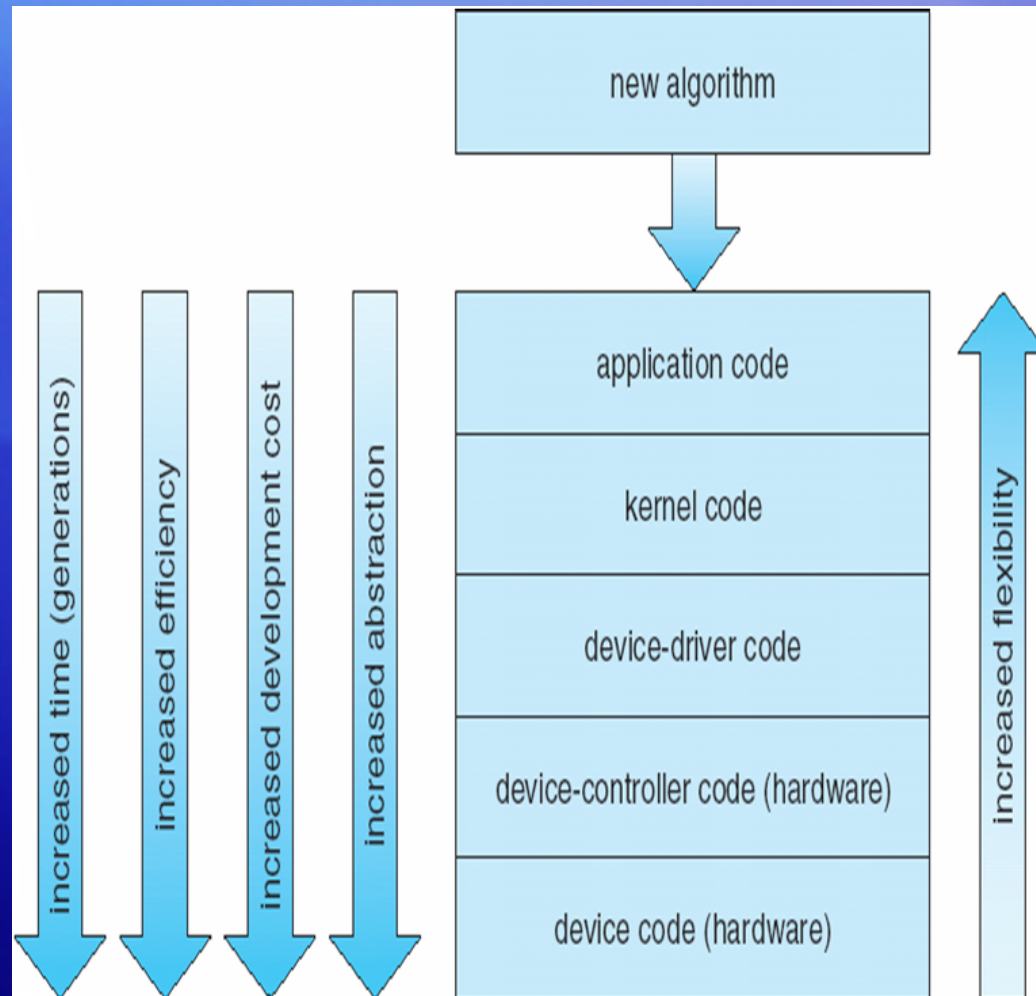 new algorithm
increased time (generations)
increased efficiency
increased development cost
increased abstraction
application code
kernel code
device-driver code
device-controller code (hardware)
device code (hardware)
increased flexibility